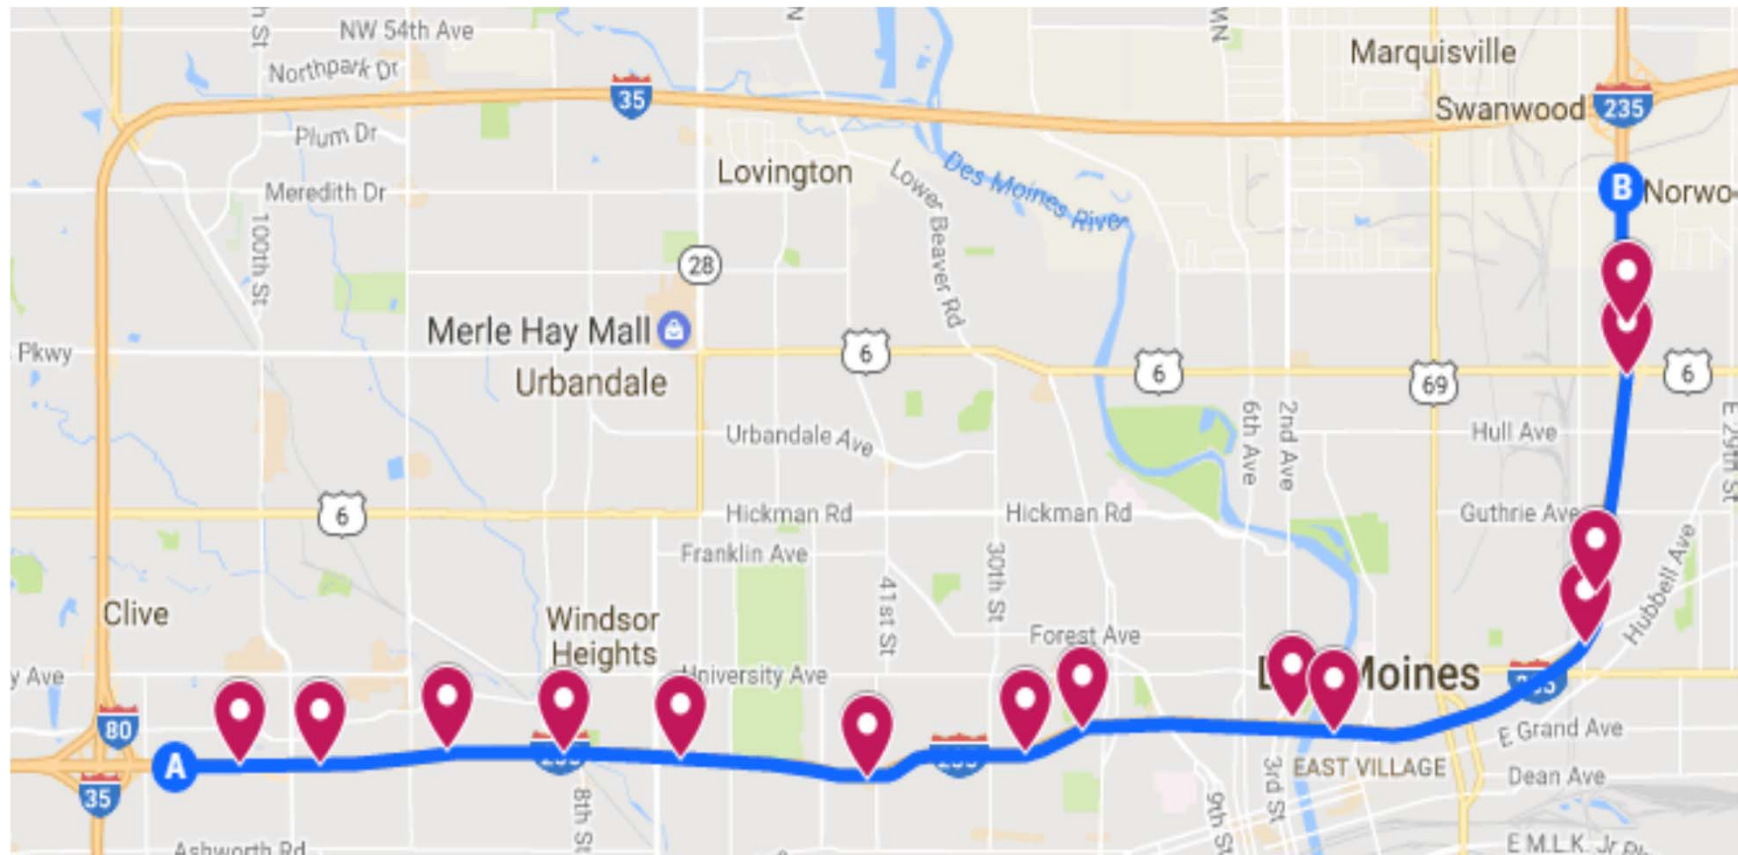 NW 54th Ave
Northpark Dr
Marquisville
35
Swanwood
235
Plum Dr
Lovington
Des Moines River
Meredith Dr
B
Lower Beaver Rd
100th St
28
Merle Hay Mall
Pkwy
6
6
69
6
Urbandale
Urbandale Ave
6th Ave
2nd Ave
Hull Ave
E 29th St
6
Hickman Rd
Hickman Rd
Guthrie Ave
Franklin Ave
30th St
Hubbell Ave
41st St
Clive
Windsor
Heights
Forest Ave
Ave
University Ave
Moines
80
A
E Grand Ave
35
8th St
9th St
3rd St
EAST VILLAGE
Dean Ave
Ashworth Rd
E M.L.K. Jr